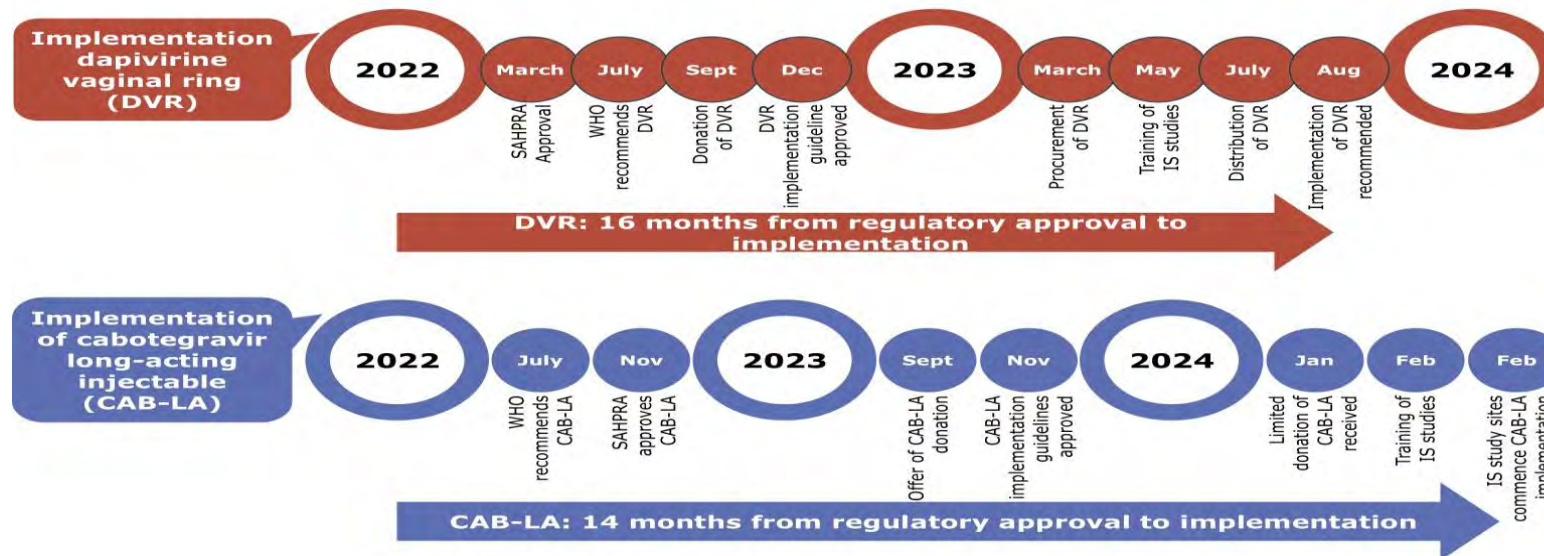 Implementation
dapivirine
vaginal ring
(DVR)
2022
March
July
Sept
Dec
2023
March
May
July
Aug
2024
SAHPRA
Approval
WHO
recommends
DVR
Donation
of DVR
DVR
implementation
guideline
approved
Procurement
of DVR
Training of
IS studies
Distribution
of DVR
Implementation
of DVR
recommended
DVR: 16 months from regulatory approval to
implementation
Implementation
of cabotegravir
long-acting
injectable
(CAB-LA)
2022
July
Nov
2023
Sept
Nov
2024
Jan
Feb
Feb
WHO
recommends
CAB-LA
SAHPRA
approves
CAB-LA
Offer of CAB-LA
donation
CAB-LA
implementation
guidelines
approved
Limited
donation of
CAB-LA
received
Training of
IS studies
IS study sites
commence CAB-LA
implementation
CAB-LA: 14 months from regulatory approval to implementation